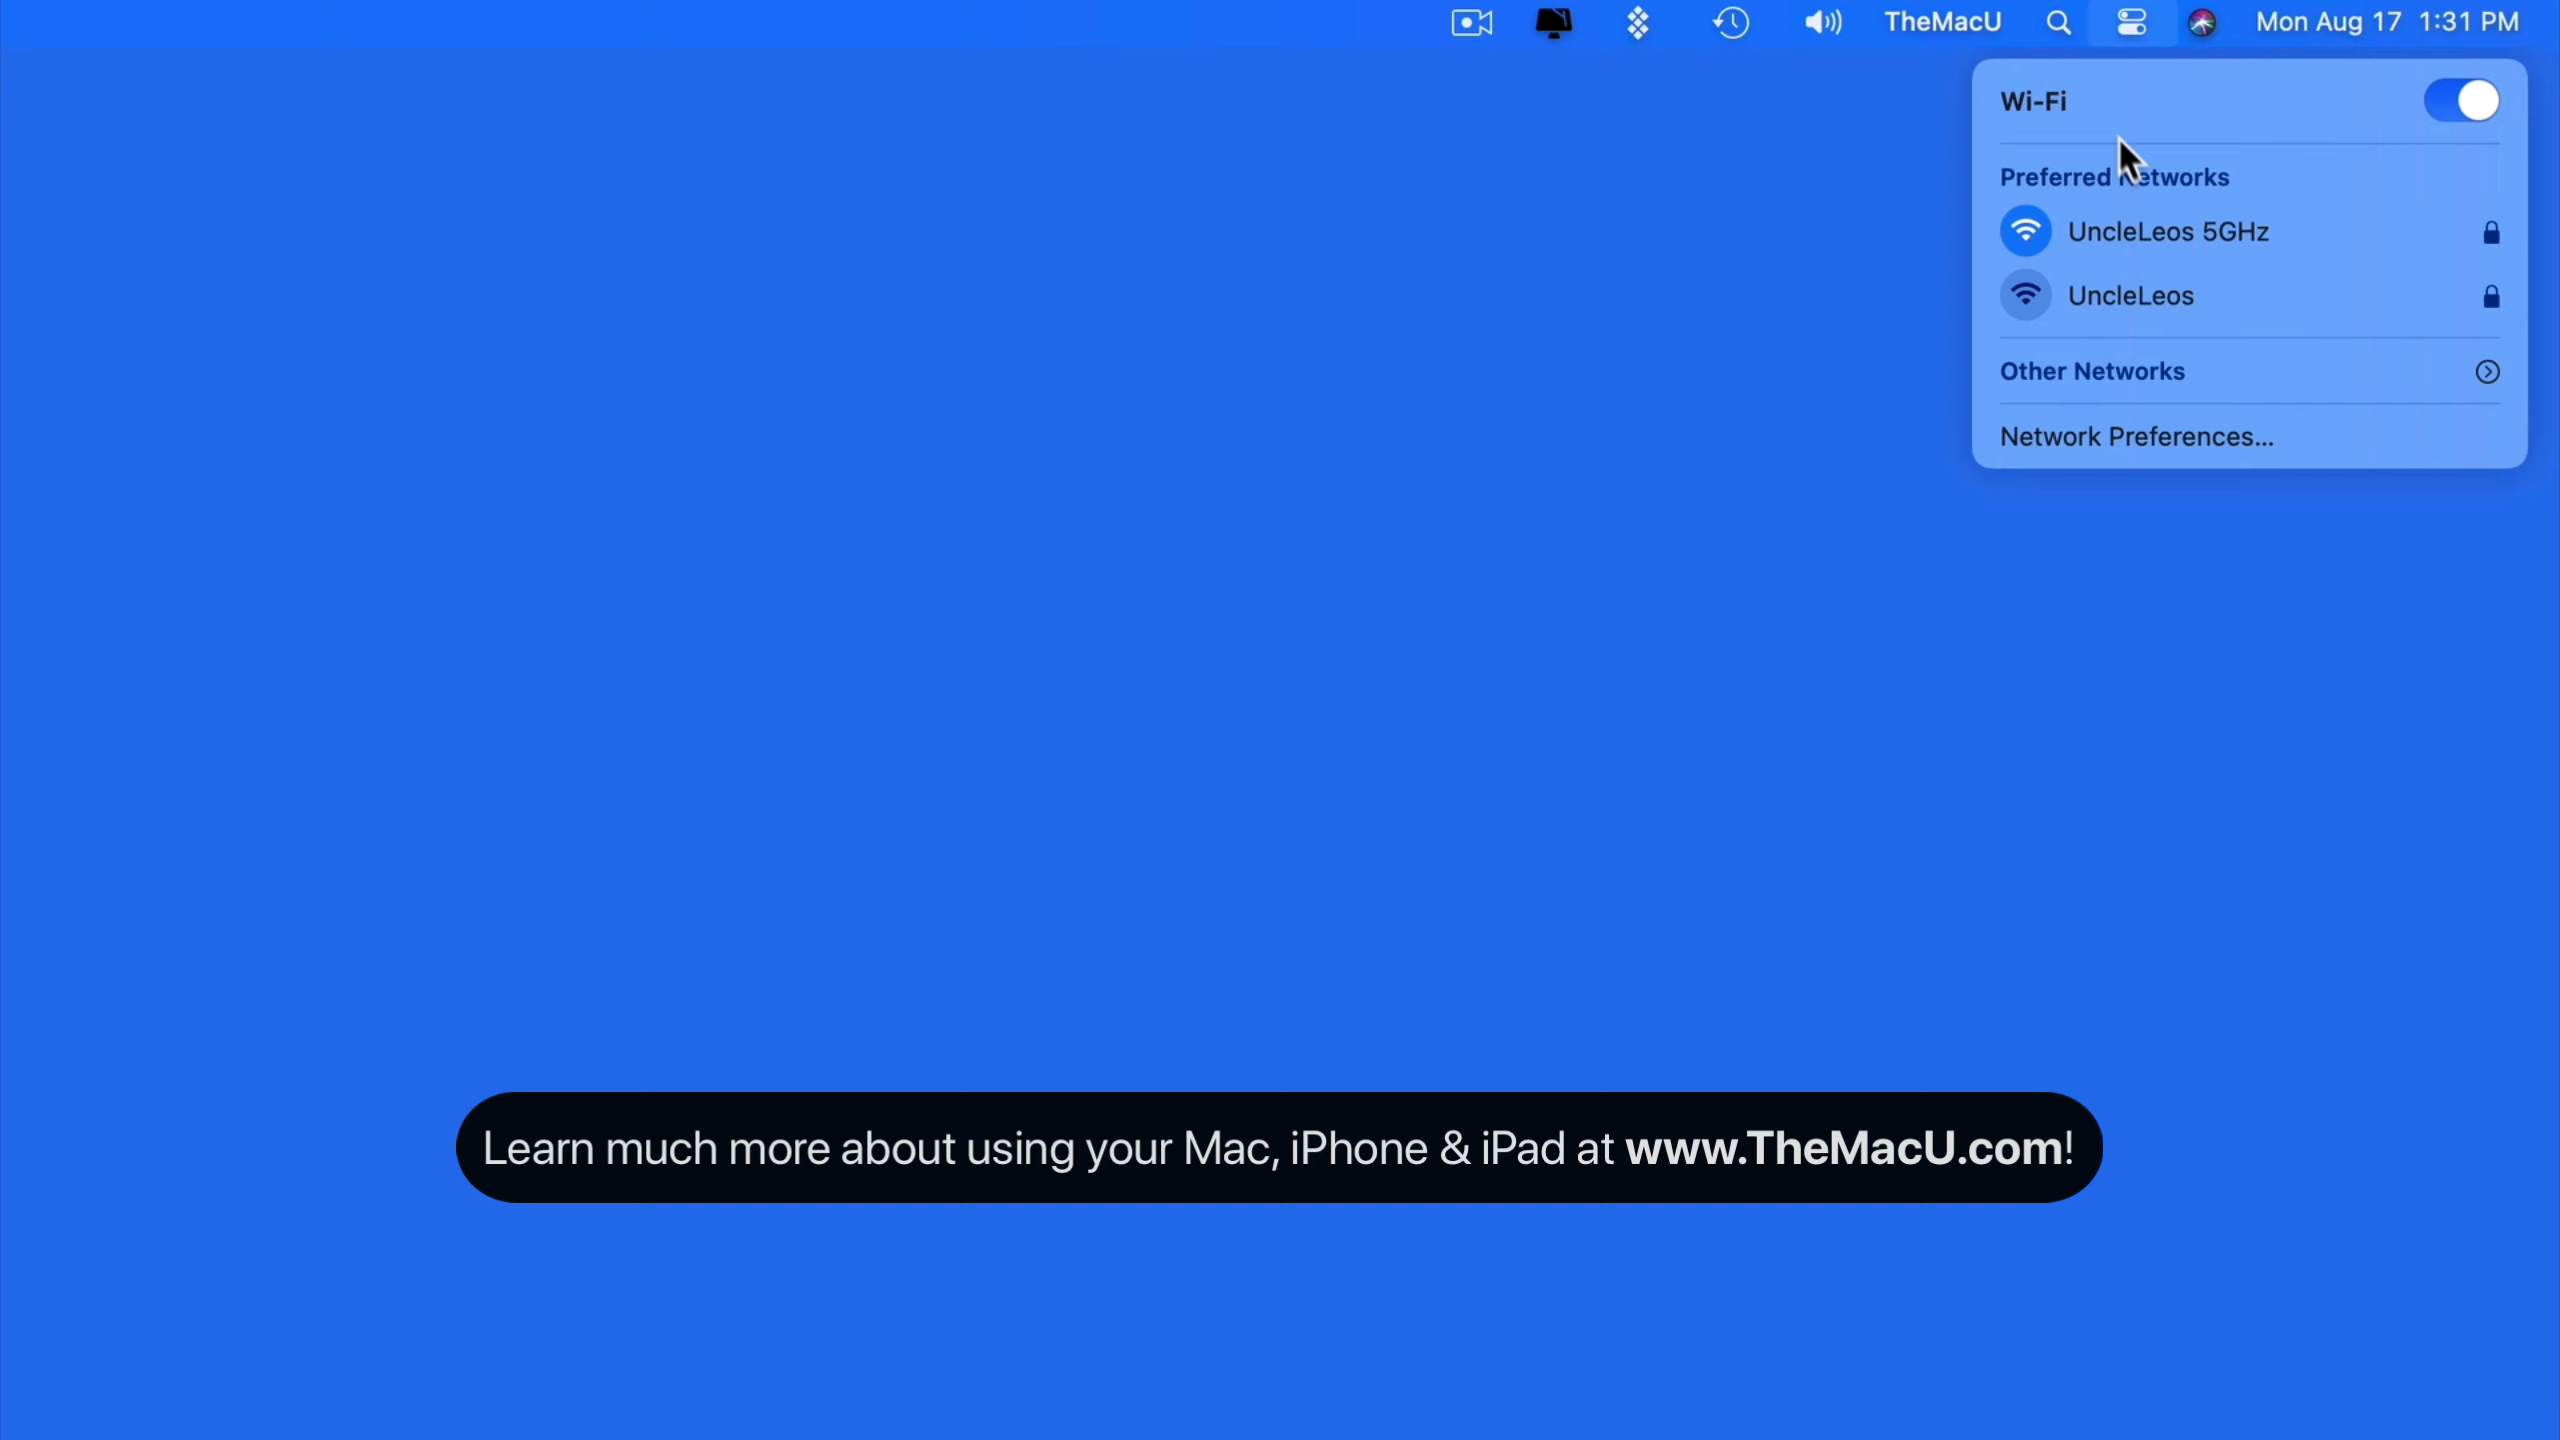 TheMacU Mon Aug 17 1:31 PM
Wi-Fi
Preferred Networks
UncleLeos 5GHz
UncleLeos
Other Networks
Network Preferences...
Learn much more about using your Mac, iPhone & iPad at www.TheMacU.com!